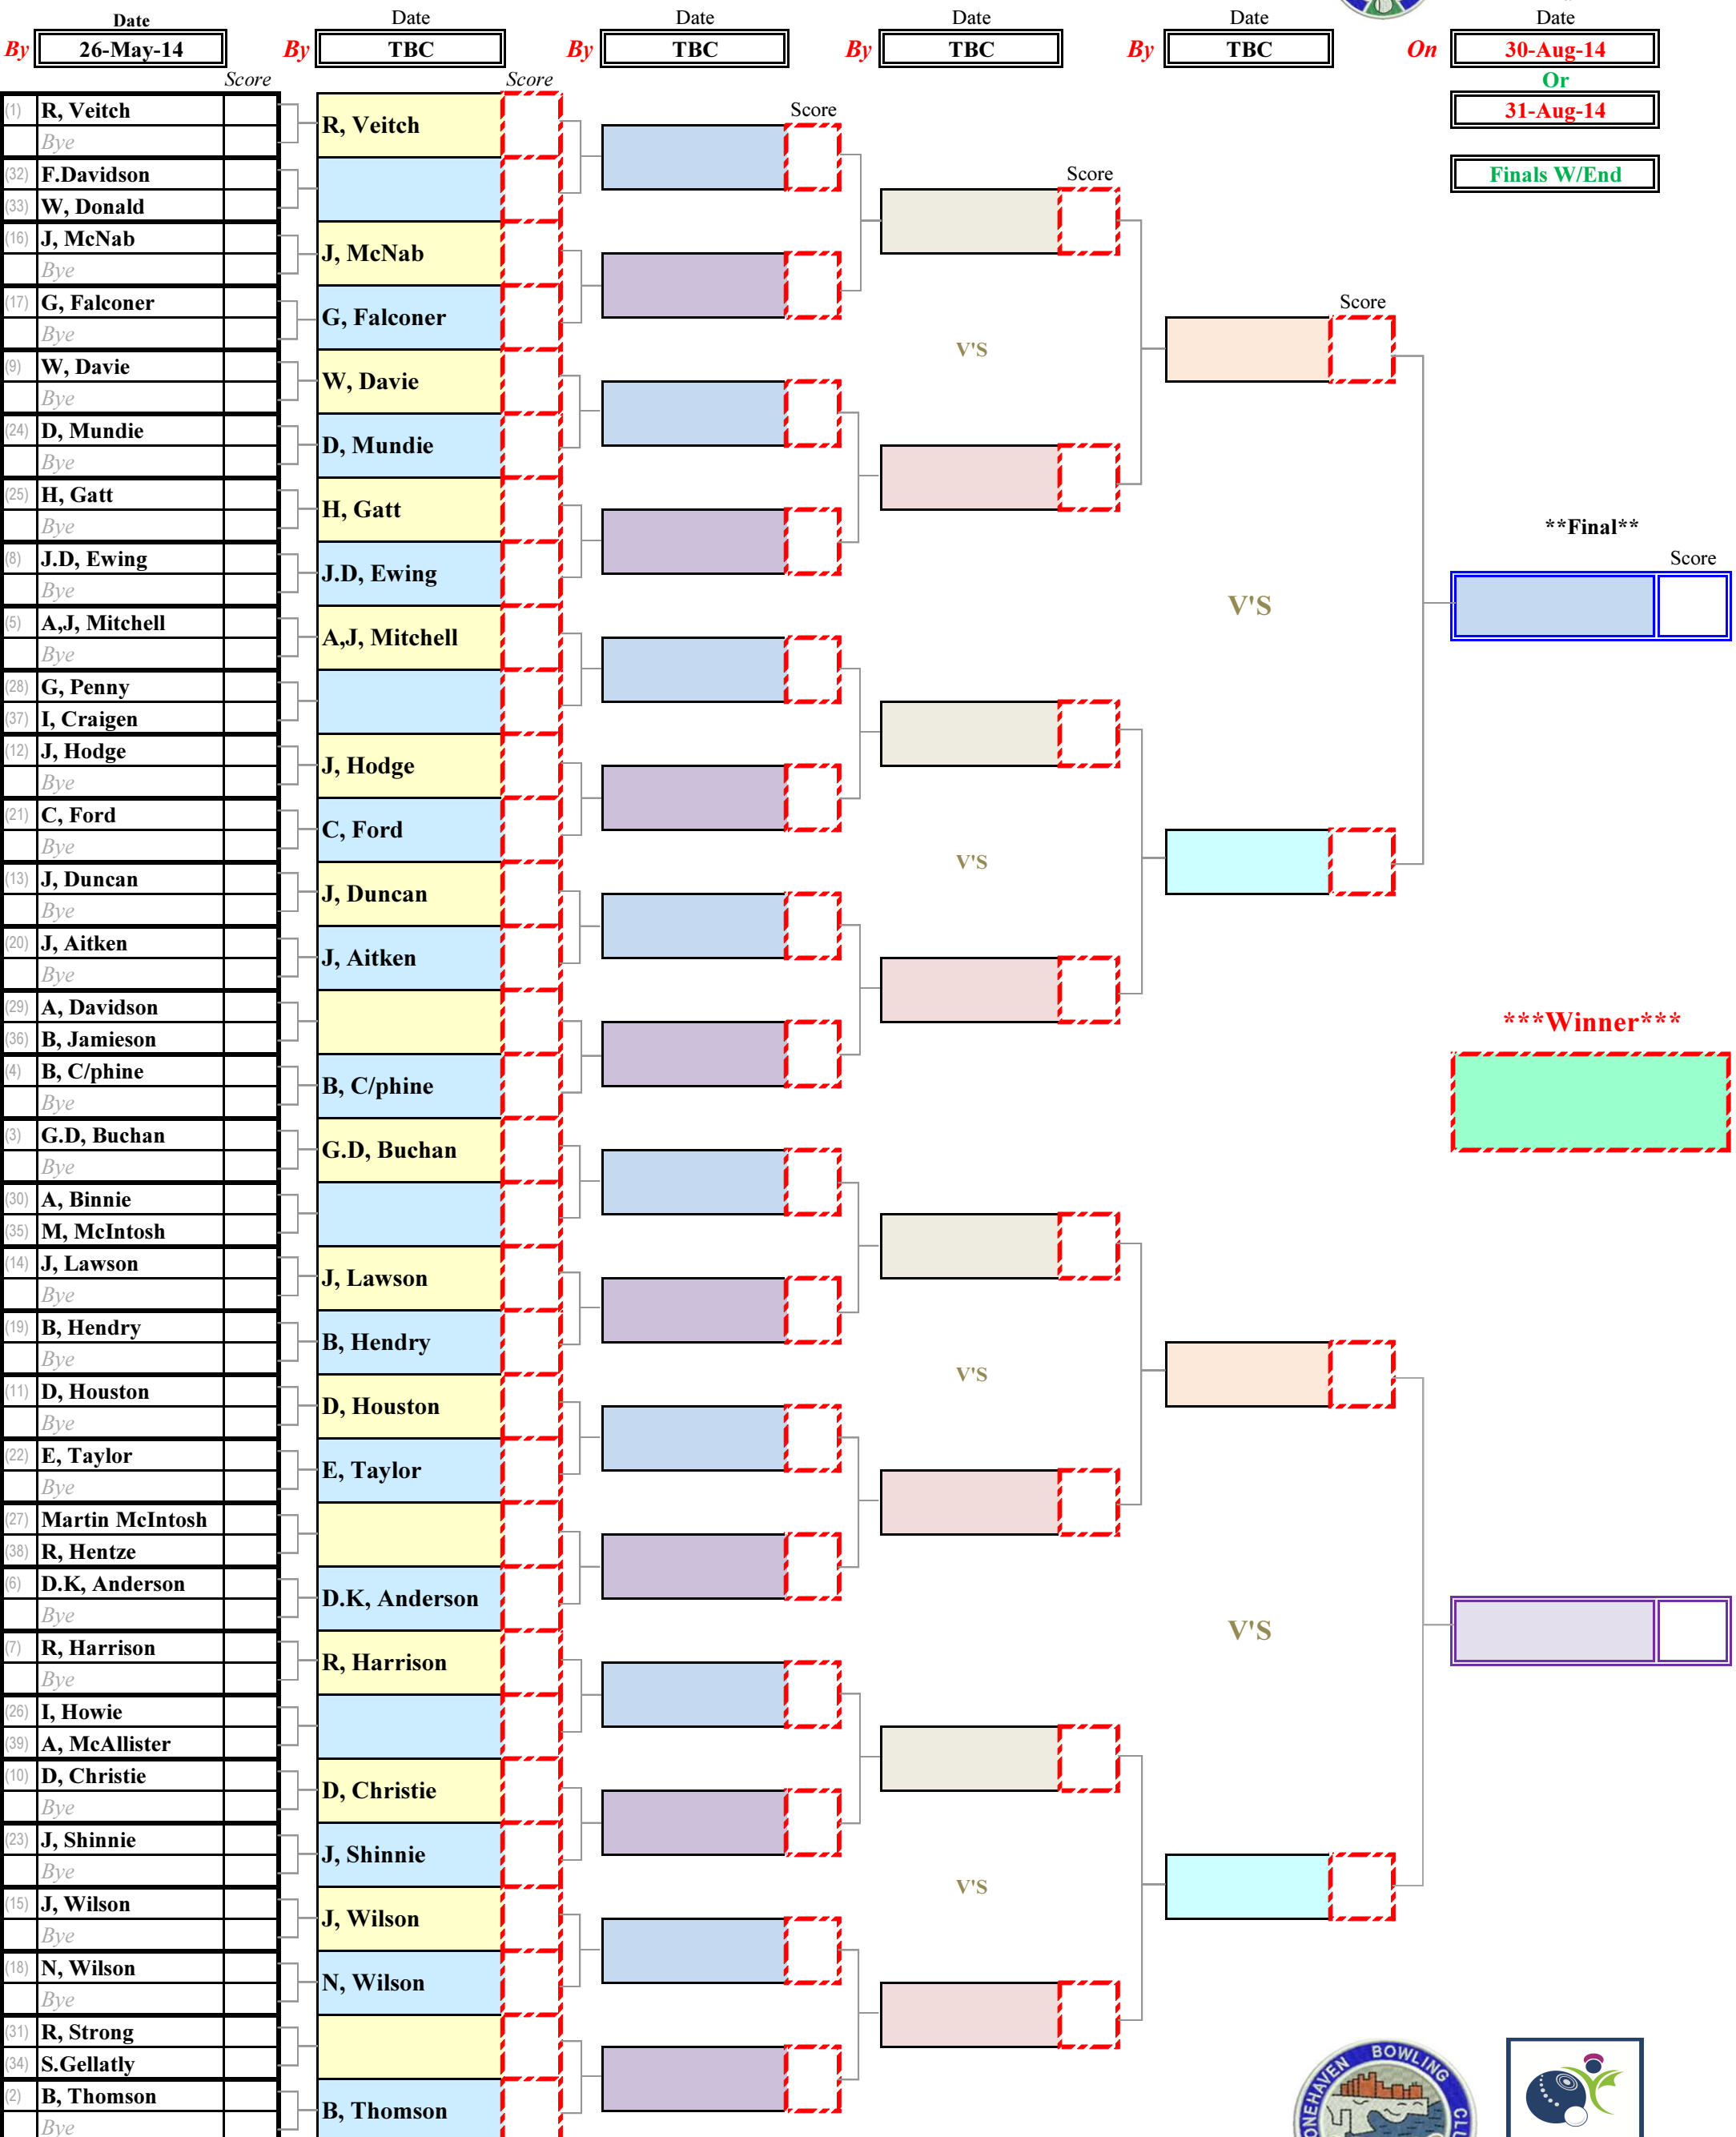 Date Date Date Date Date Date
By 26-May-14 By TBC By TBC By TBC By TBC On 30-Aug-14
Score Score Or
31-Aug-14
Finals W/End
(1) R, Veitch
Bye
(32) F.Davidson
(33) W, Donald
(16) J, McNab
Bye
(17) G, Falconer
Bye
(9) W, Davie
Bye
(24) D, Mundie
Bye
(25) H, Gatt
Bye
(8) J.D, Ewing
Bye
(5) A,J, Mitchell
Bye
(28) G, Penny
(37) I, Craigen
(12) J, Hodge
Bye
(21) C, Ford
Bye
(13) J, Duncan
Bye
(20) J, Aitken
Bye
(29) A, Davidson
(36) B, Jamieson
(4) B, C/phine
Bye
(3) G.D, Buchan
Bye
(30) A, Binnie
(35) M, McIntosh
(14) J, Lawson
Bye
(19) B, Hendry
Bye
(11) D, Houston
Bye
(22) E, Taylor
Bye
(27) Martin McIntosh
(38) R, Hentze
(6) D.K, Anderson
Bye
(7) R, Harrison
Bye
(26) I, Howie
(39) A, McAllister
(10) D, Christie
Bye
(23) J, Shinnie
Bye
(15) J, Wilson
Bye
(18) N, Wilson
Bye
(31) R, Strong
(34) S.Gellatly
(2) B, Thomson
Bye
R, Veitch
J, McNab
G, Falconer
W, Davie
D, Mundie
H, Gatt
J.D, Ewing
A,J, Mitchell
J, Hodge
C, Ford
J, Duncan
J, Aitken
B, C/phine
G.D, Buchan
J, Lawson
B, Hendry
D, Houston
E, Taylor
D.K, Anderson
R, Harrison
D, Christie
J, Shinnie
J, Wilson
N, Wilson
B, Thomson
Score
Score
V'S
V'S
V'S
V'S
Score
V'S
V'S
**Final**
Score
***Winner***
BOWLING